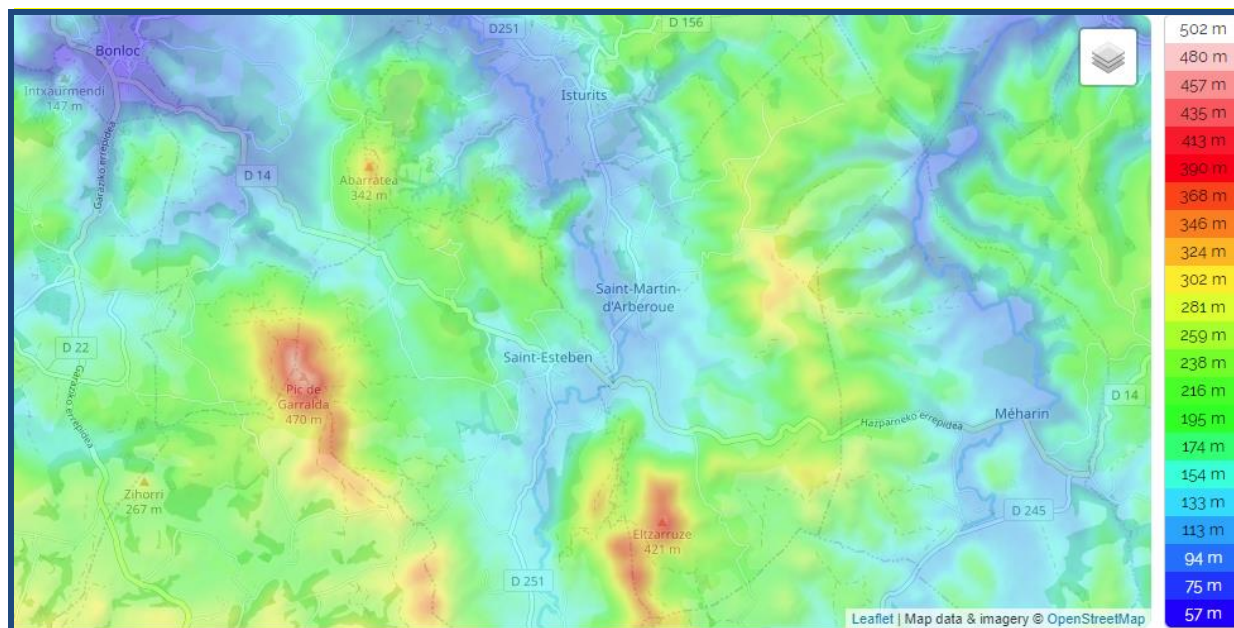 D 251
D 156
Bonloc
Intxaurmendi
147 m
Isturits
Garaziko errepidea
D 14
Abarratea
342 m
Saint-Martin-
d'Arberoue
D 22
Garaziko errepidea
Saint-Esteben
Pic de
Garralda
470 m
D 14
Méharin
Hazparneko errepidea
Zihorri
267 m
D 245
Eltzarruze
421 m
D 251
Leaflet | Map data & imagery © OpenStreetMap
502 m
480 m
457 m
435 m
413 m
390 m
368 m
346 m
324 m
302 m
281 m
259 m
238 m
216 m
195 m
174 m
154 m
133 m
113 m
94 m
75 m
57 m